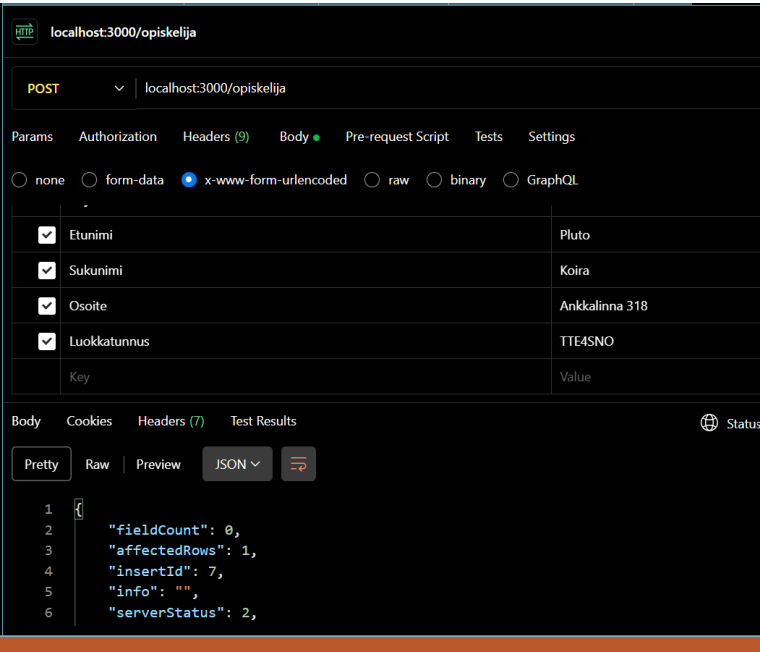 HTTP localhost:3000/opiskelija
POST localhost:3000/opiskelija
Params Authorization Headers (9) Body Pre-request Script Tests Settings
none form-data x-www-form-urlencoded raw binary GraphQL
Etunimi Pluto
Sukunimi Koira
Osoite Ankkalinna 318
Luokkatunnus TTE4SNO
Key Value
Body Cookies Headers (7) Test Results Status
Pretty Raw Preview JSON
1 {
2 "fieldCount": 0,
3 "affectedRows": 1,
4 "insertId": 7,
5 "info": "",
6 "serverStatus": 2,